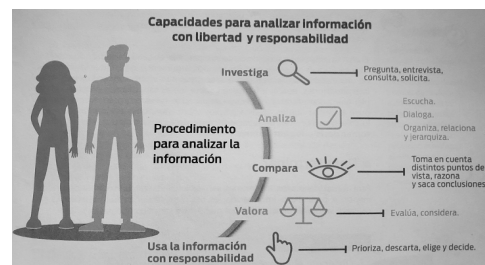 Capacidades para analizar información
con libertad y responsabilidad
Procedimiento
para analizar la
información
Investiga
Pregunta, entrevista,
consulta, solicita.
Analiza
Escucha.
Dialoga.
Organiza, relaciona
y jerarquiza.
Compara
Toma en cuenta
distintos puntos de
vista, razona
y saca conclusiones
Valora
Evalúa, considera.
Usa la información
con responsabilidad
Prioriza, descarta, elige y decide.